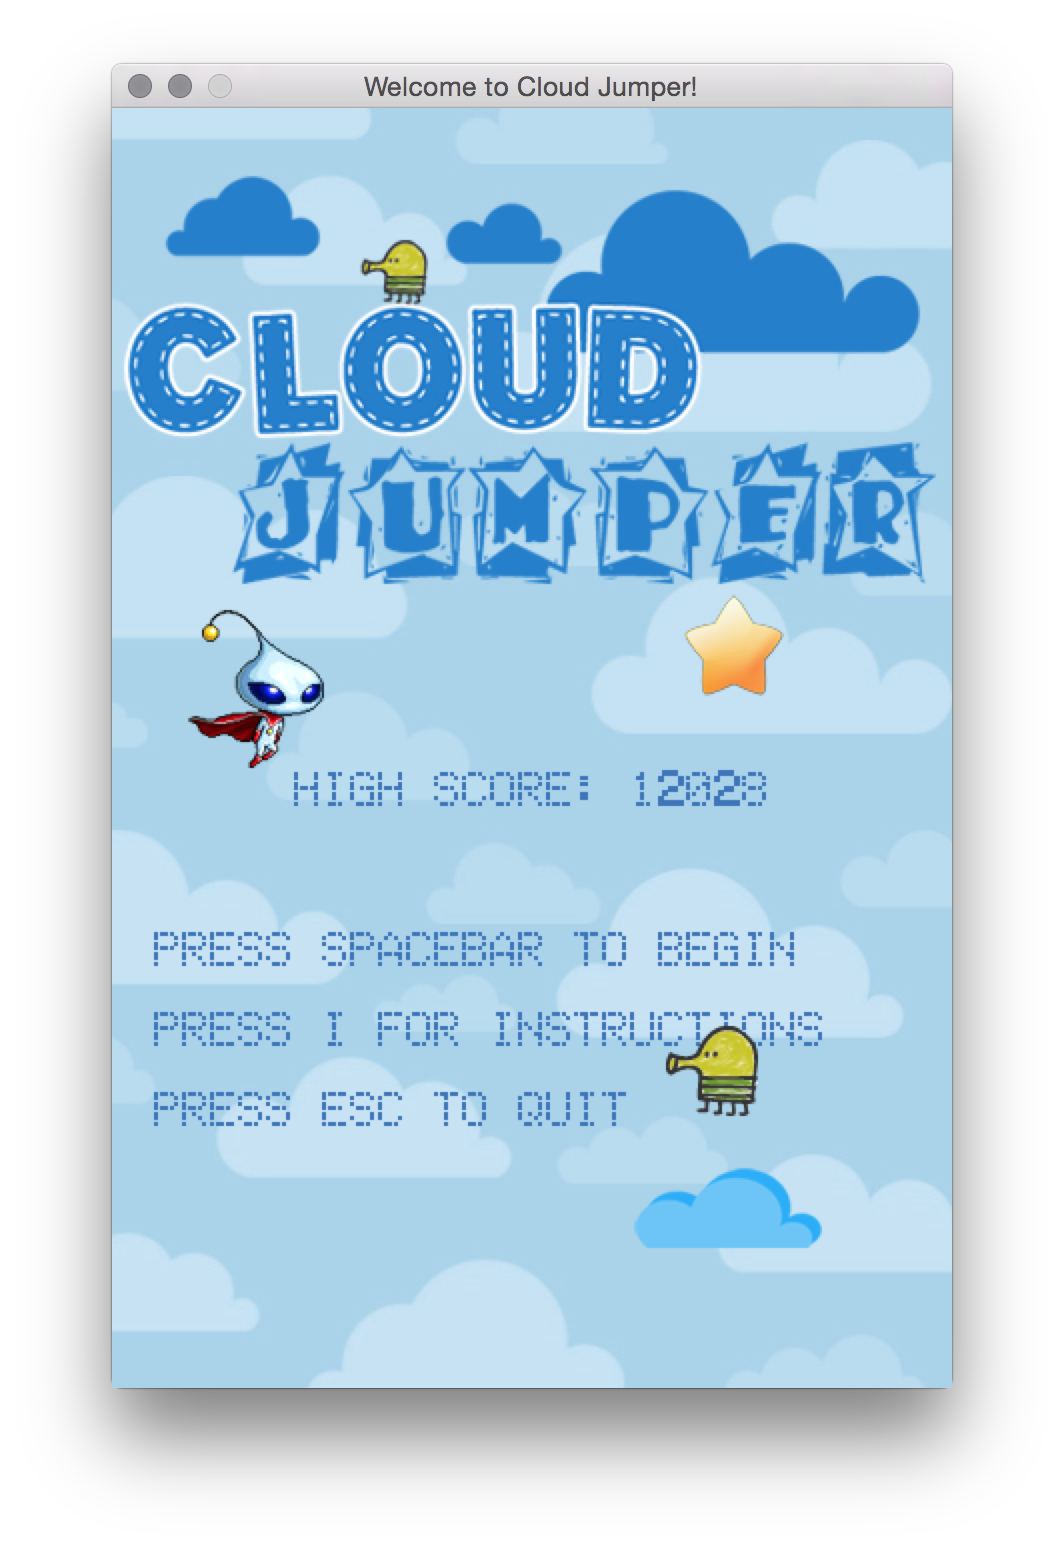 Welcome to Cloud Jumper!
CLOUD
JUMPER
HIGH SCORE: 12028
PRESS SPACEBAR TO BEGIN
PRESS I FOR INSTRUCTIONS
PRESS ESC TO QUIT